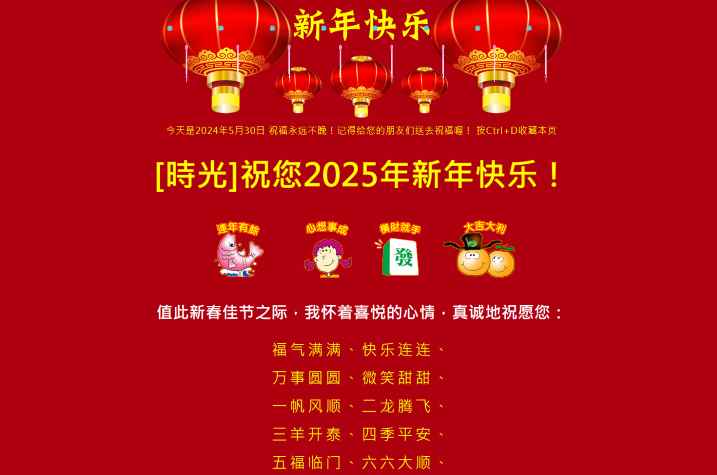 新年快乐
今天是2024年5月30日 祝福永远不晚！记得给您的朋友们送去祝福喔！ 按Ctrl+D收藏本页
[時光]祝您2025年新年快乐！
連年有餘 心想事成 橫財就手 大吉大利
發
值此新春佳节之际，我怀着喜悦的心情，真诚地祝愿您：
福气满满、快乐连连、
万事圆圆、微笑甜甜、
一帆风顺、二龙腾飞、
三羊开泰、四季平安、
五福临门、六六大顺、